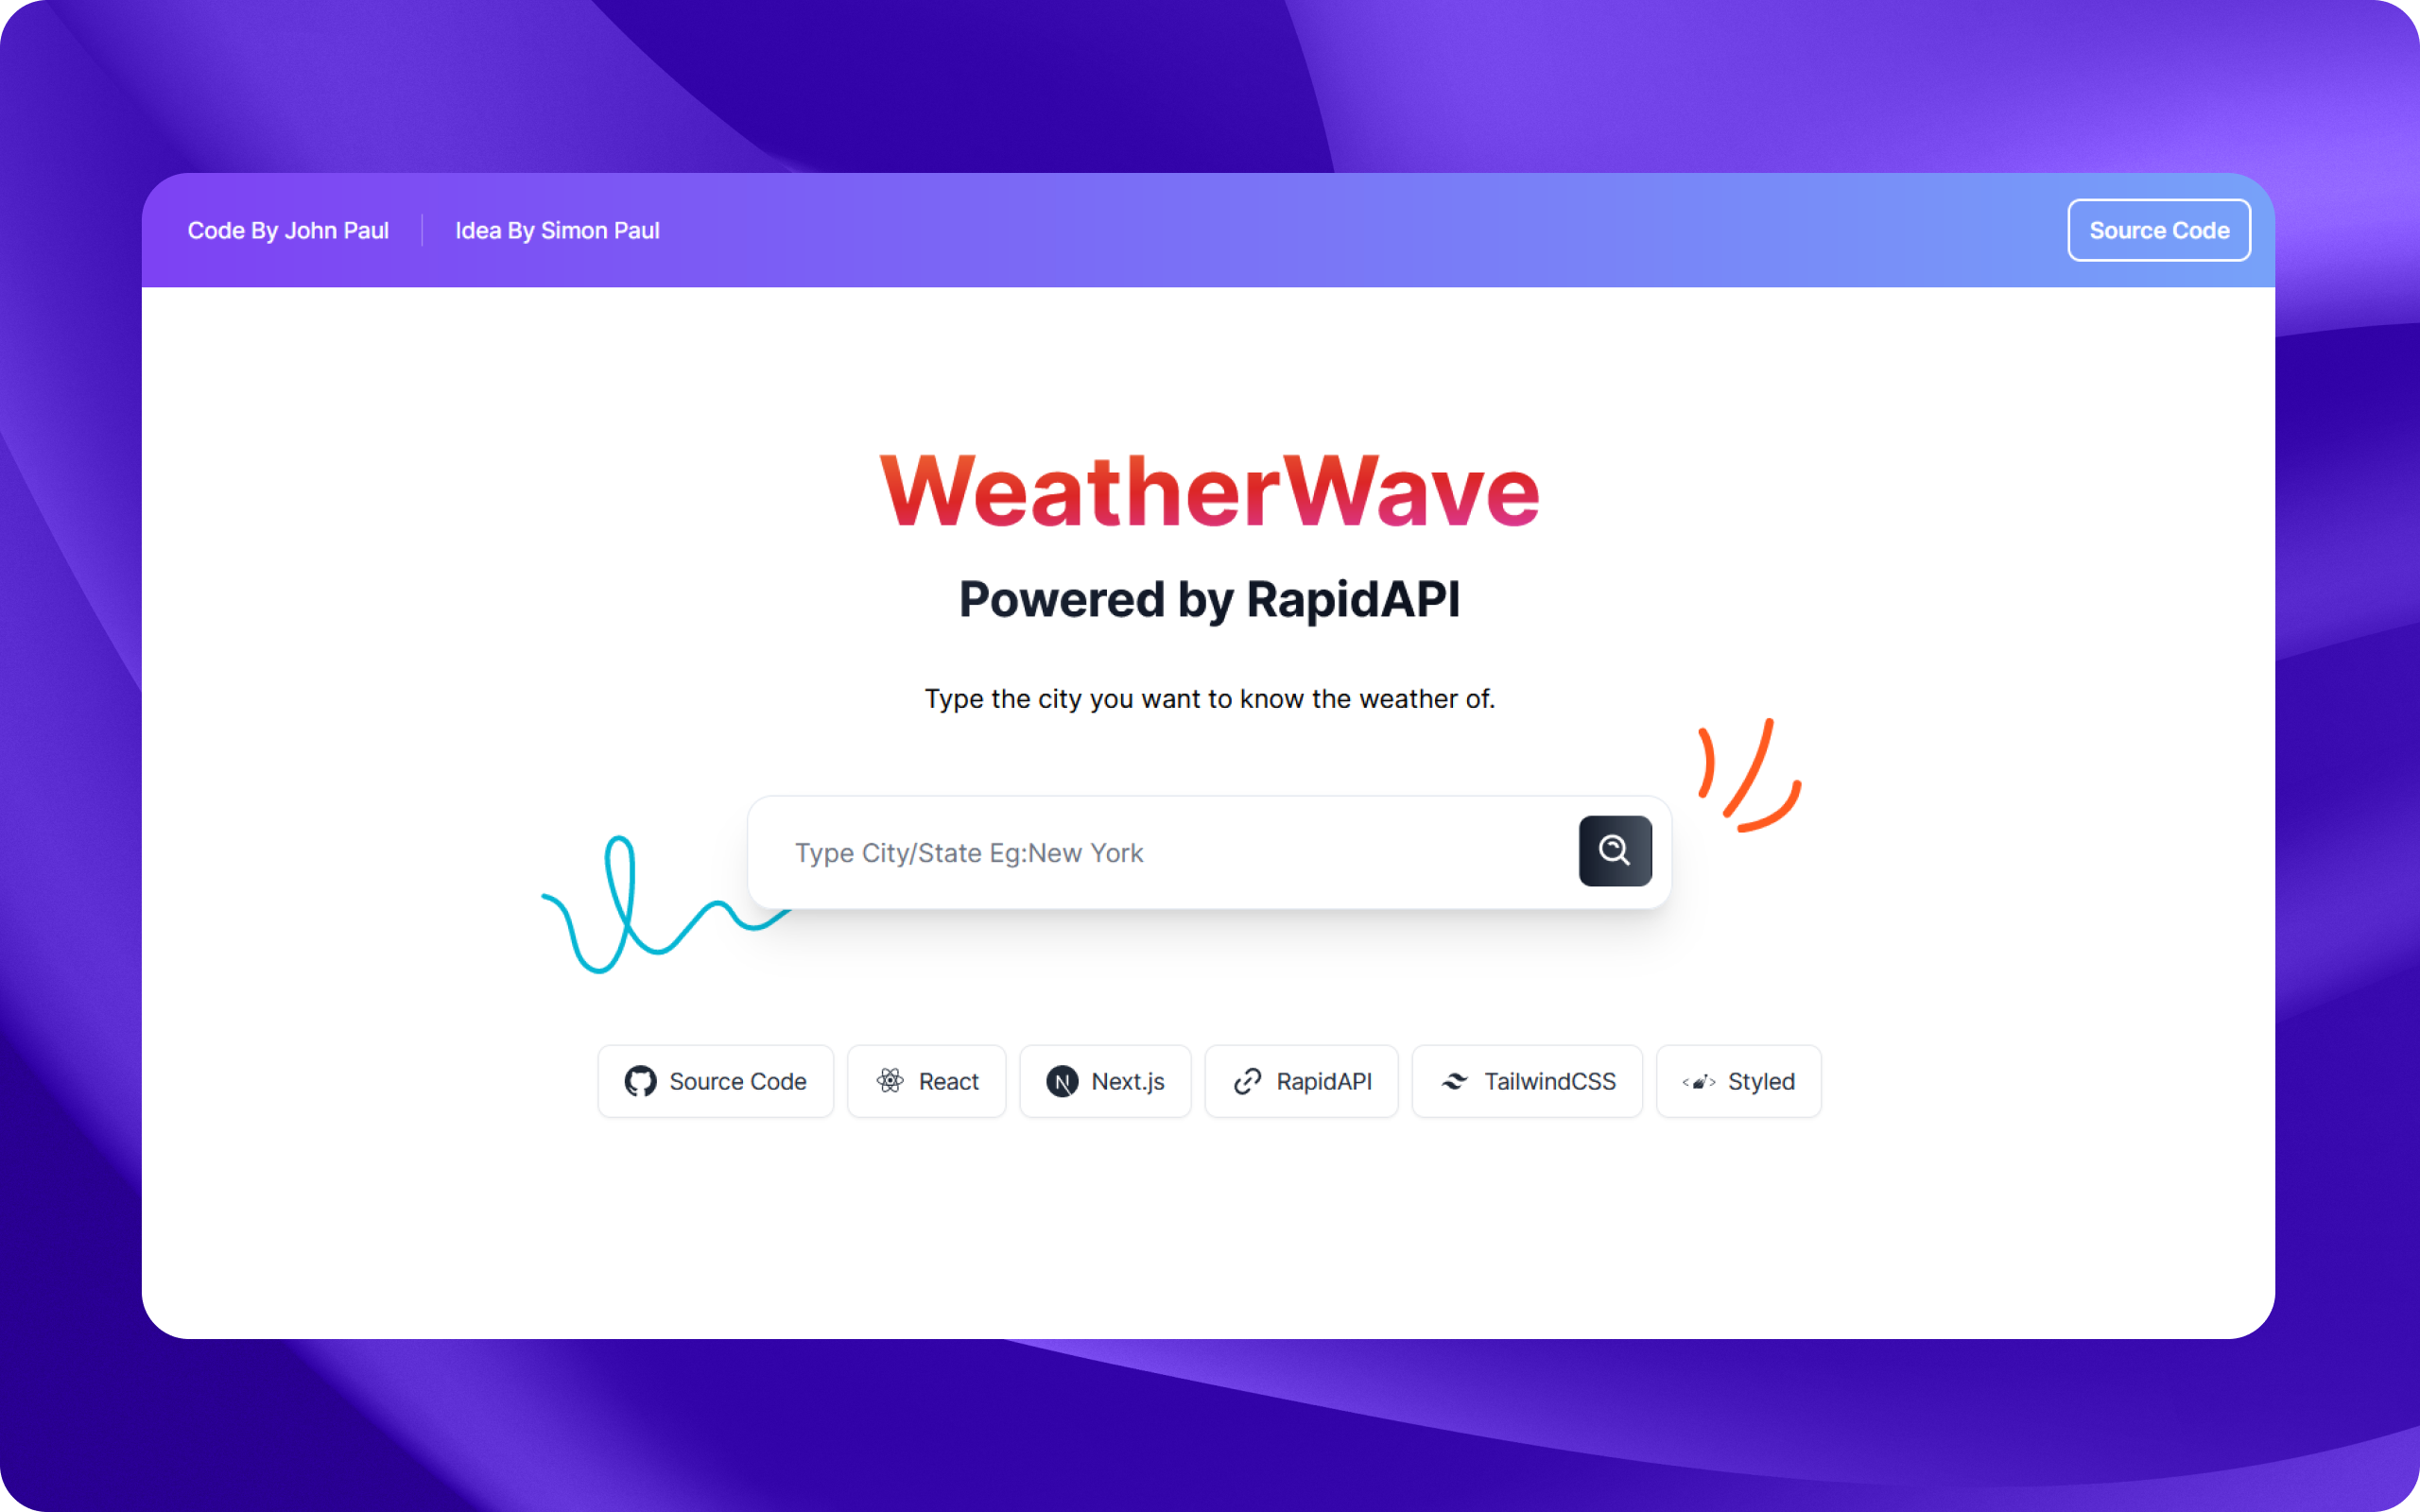 Code By John Paul
Idea By Simon Paul
Source Code
WeatherWave
Powered by RapidAPI
Type the city you want to know the weather of.
Type City/State Eg:New York
Source Code
React
Next.js
RapidAPI
TailwindCSS
Styled